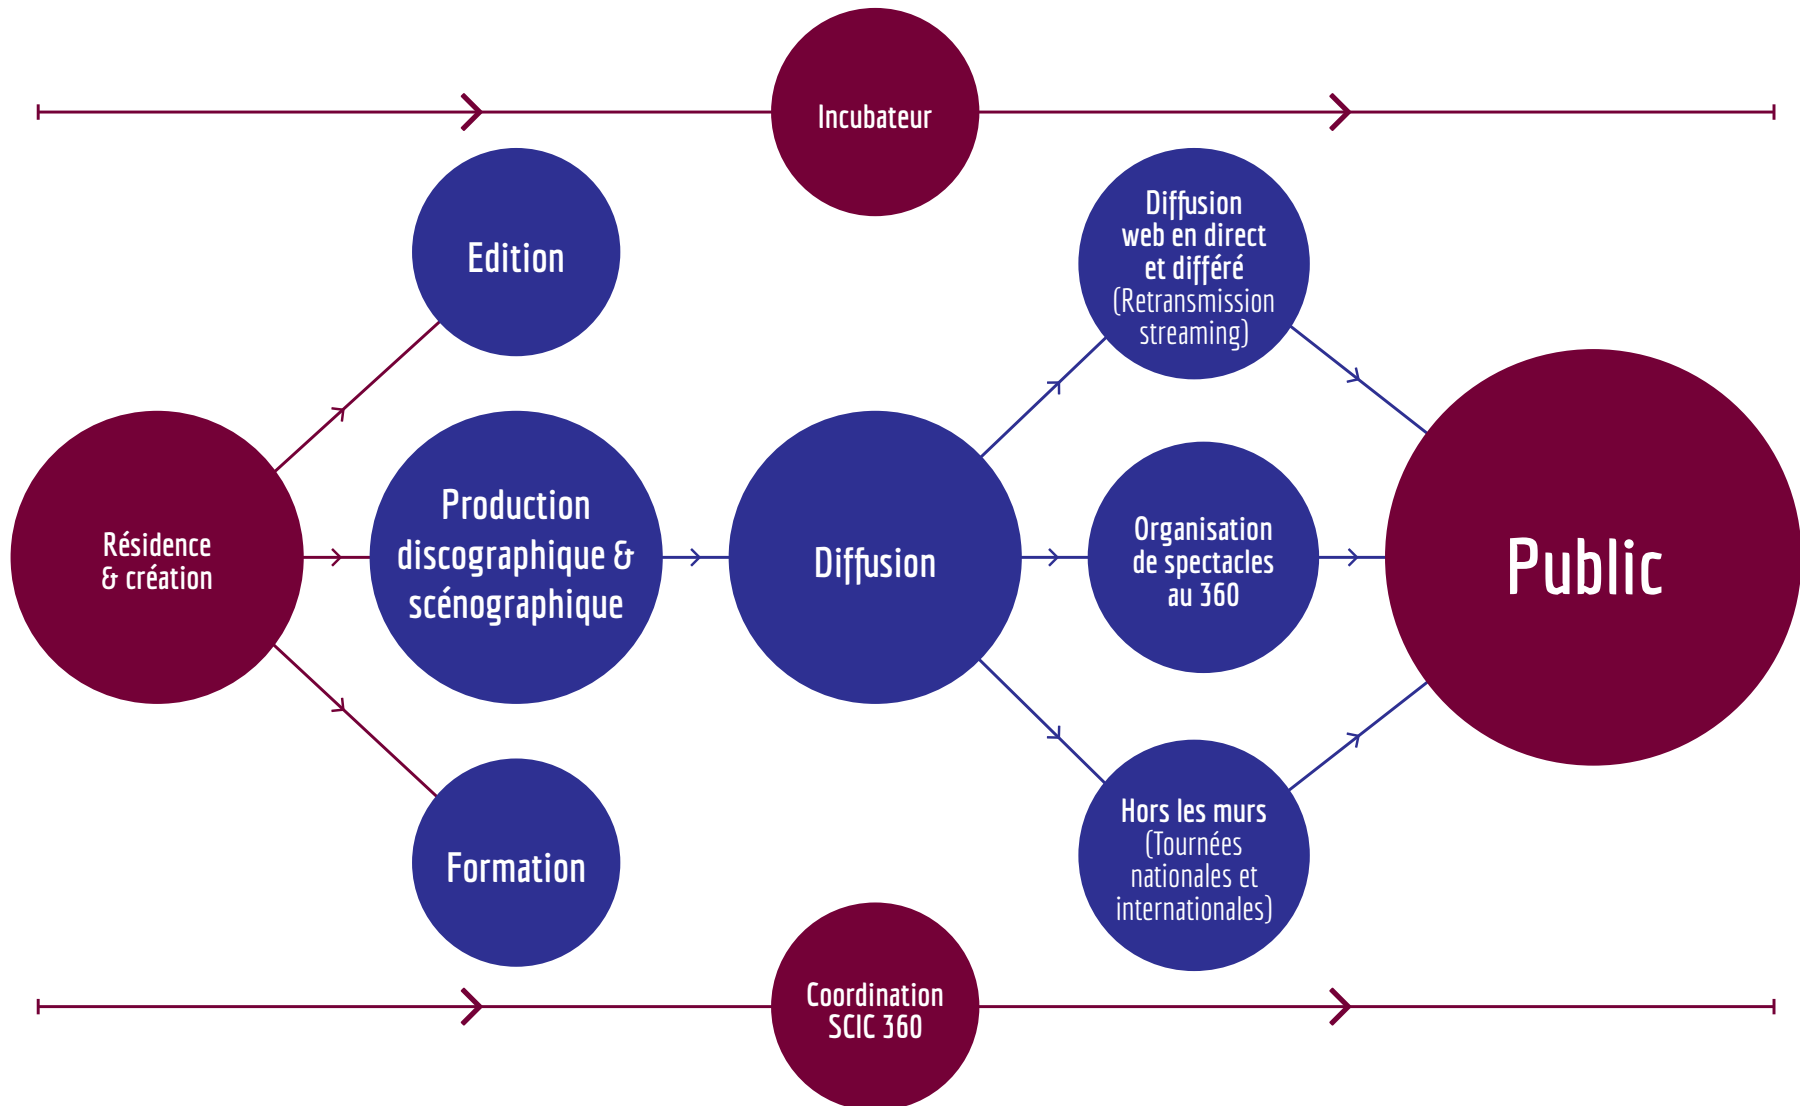 Incubateur
Edition
Diffusion
web en direct
et différé
(Retransmission
streaming)
Résidence
& création
Production
discographique &
scénographique
Diffusion
Organisation
de spectacles
au 360
Public
Formation
Hors les murs
(Tournées
nationales et
internationales)
Coordination
SCIC 360